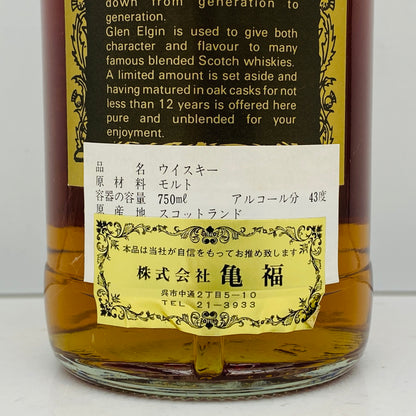 down from generation to
generation.
Glen Elgin is used to give both
character and flavour to many
famous blended Scotch whiskies.
A limited amount is set aside and
having matured in oak casks for not
less than 12 years is offered here
pure and unblended for your
enjoyment.
品 名 ウイスキー
原 材 料 モルト
容器の容量 750mℓ アルコール分 43度
原 産 地 スコットランド
本品は当社が自信をもってお推め致します
株式会社 亀福
呉市中通2丁目5-10
TEL 21-3933